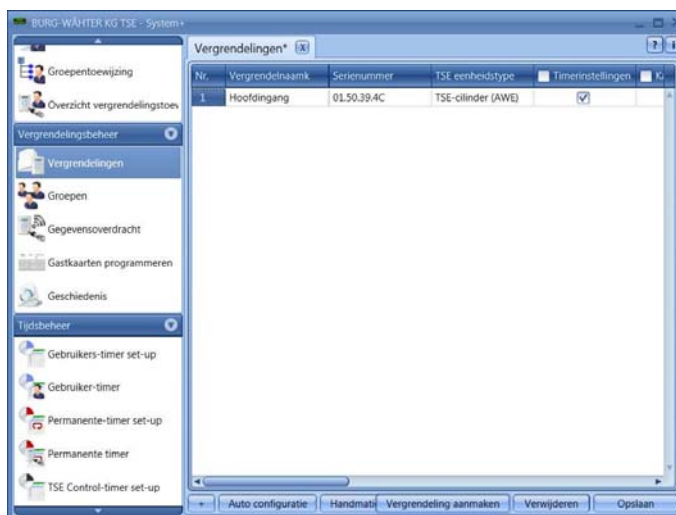 BURG-WÄHTER KG TSE - System+
Groepentoewijzing
Overzicht vergrendelingstoev
Vergrendelingsbeheer
Vergrendelingen
Groepen
Gegevensoverdracht
Gastkaarten programmeren
Geschiedenis
Tijdsbeheer
Gebruikers-timer set-up
Gebruiker-timer
Permanente-timer set-up
Permanente timer
TSE Control-timer set-up
Vergrendelingen* x
?
Nr. Vergrendelnaamk Serienummer TSE eenheidstype Timerinstellingen
1 Hoofdingang 01.50.39.4C TSE-cilinder (AWE)
+ Auto configuratie Handmati Vergrendeling aanmaken Verwijderen Opslaan